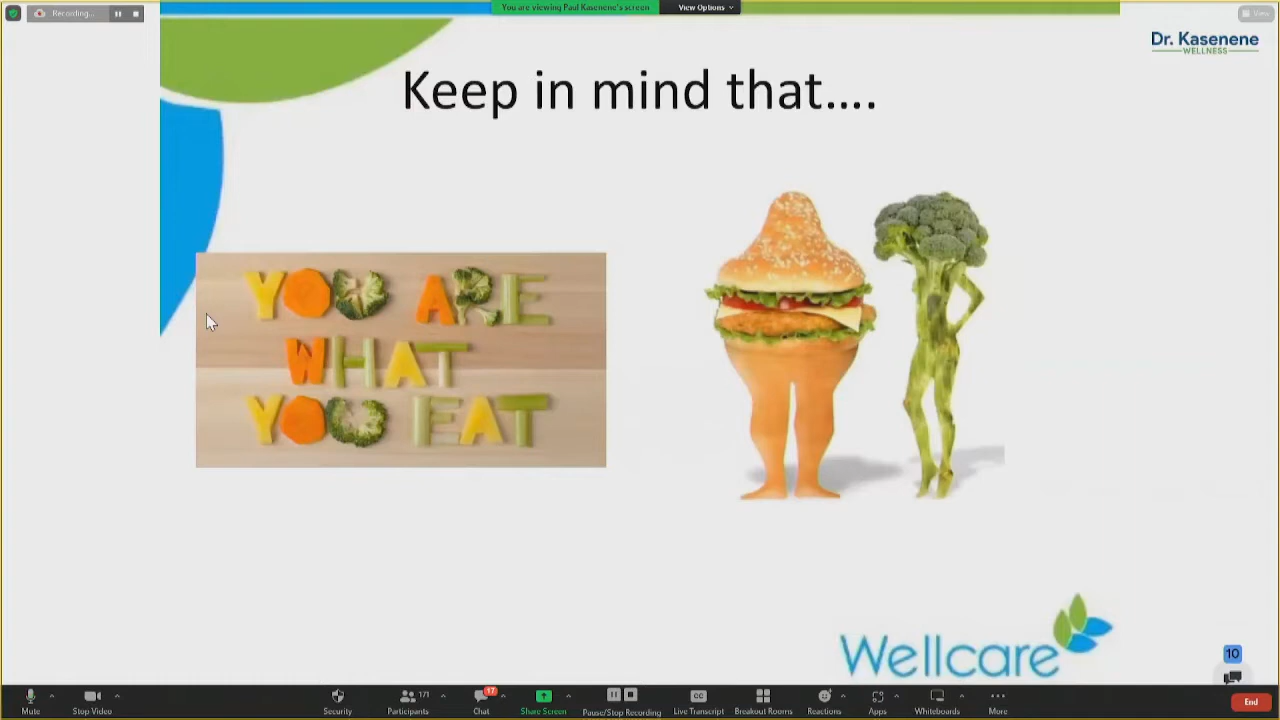 Recording...
You are viewing Paul Kasenene's screen
View Options
View
Dr. Kasenene
WELLNESS
Keep in mind that....
YOU ARE
WHAT
YOU EAT
Wellcare
10
Mute
Stop Video
Security
Participants
171
Chat
17
Share Screen
Pause/Stop Recording
CC
Live Transcript
Breakout Rooms
Reactions
Apps
Whiteboards
More
End